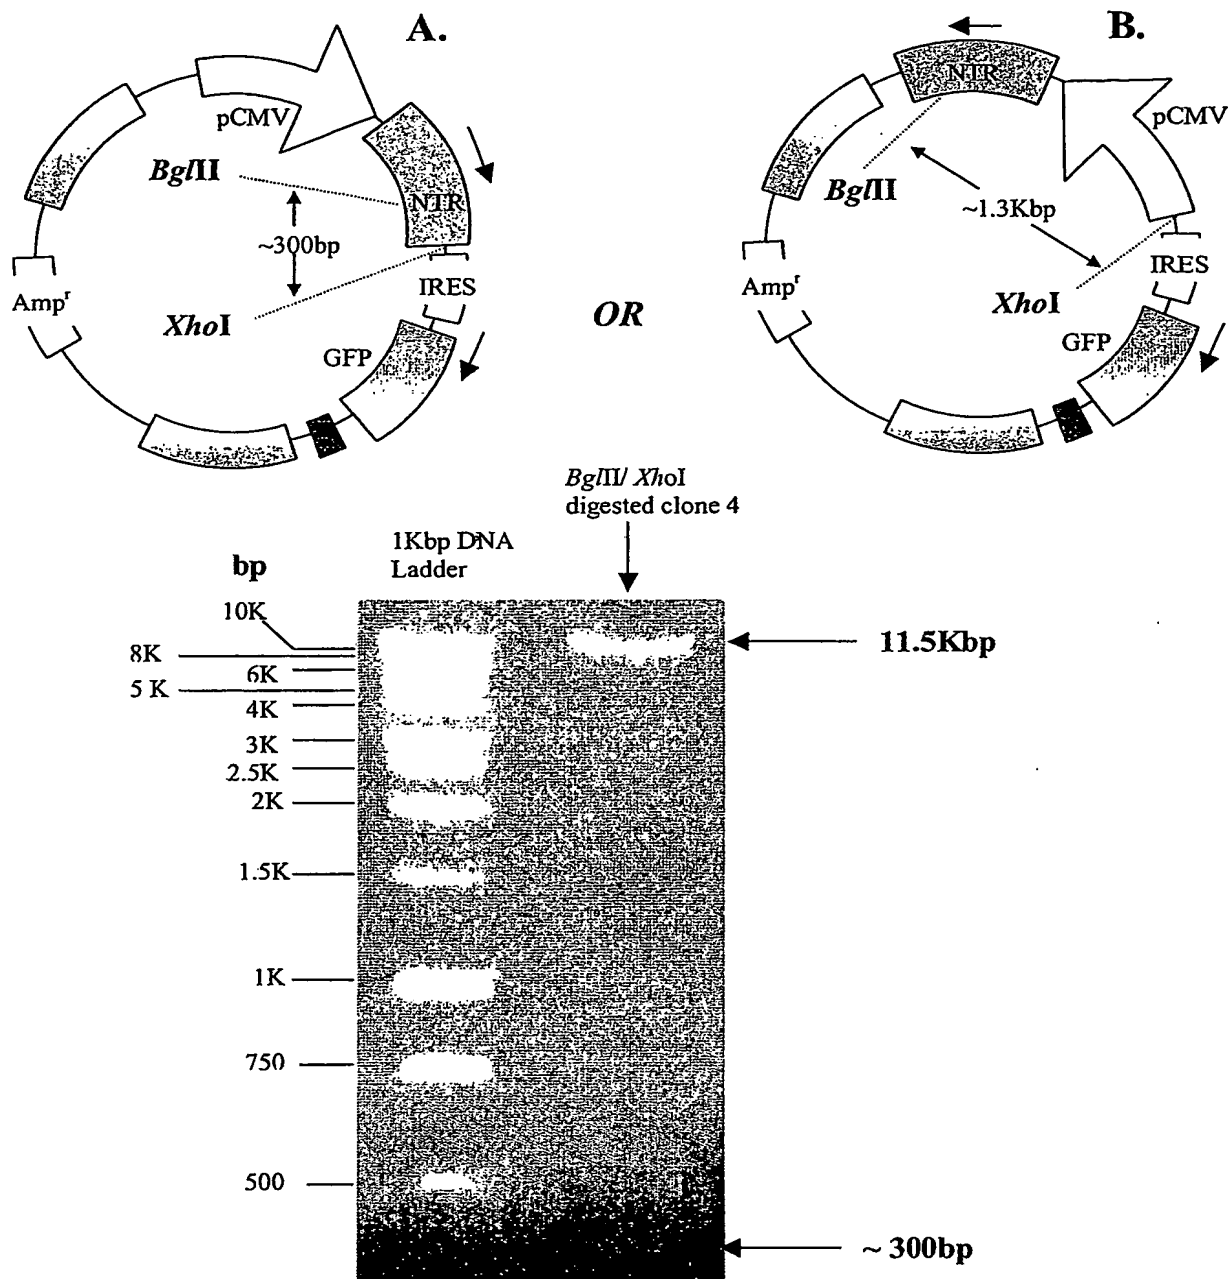 A.
pCMV
BglII
NTR
~300bp
XhoI
IRES
GFP
Ampr
OR
B.
NTR
pCMV
BglII
~1.3Kbp
XhoI
IRES
GFP
Ampr
BglII/ XhoI
digested clone 4
1Kbp DNA
Ladder
bp
10K
8K
6K
5 K
4K
3K
2.5K
2K
1.5K
1K
750
500
11.5Kbp
~ 300bp